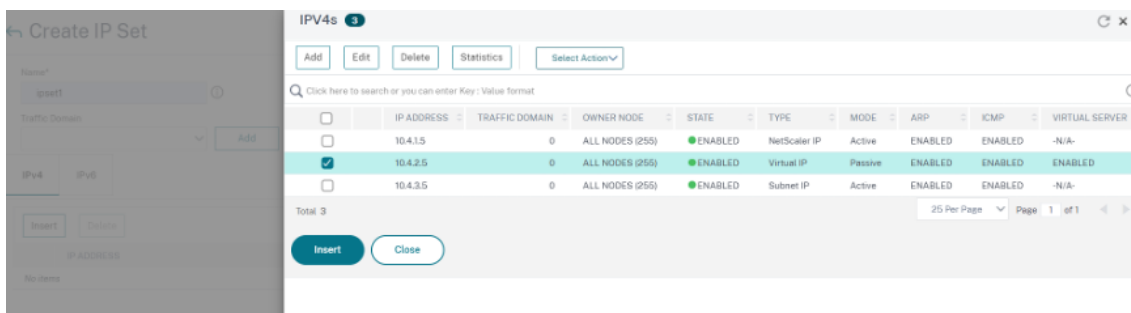 Create IP Set
Name*
ipset1
Traffic Domain
Add
IPv4 IPv6
Insert Delete
IP ADDRESS
No items
IPV4s 3
Add Edit Delete Statistics Select Action
Click here to search or you can enter Key : Value format
IP ADDRESS TRAFFIC DOMAIN OWNER NODE STATE TYPE MODE ARP ICMP VIRTUAL SERVER
10.4.1.5 0 ALL NODES (255) ENABLED NetScaler IP Active ENABLED ENABLED -N/A-
10.4.2.5 0 ALL NODES (255) ENABLED Virtual IP Passive ENABLED ENABLED ENABLED
10.4.3.5 0 ALL NODES (255) ENABLED Subnet IP Active ENABLED ENABLED -N/A-
Total 3
25 Per Page Page 1 of 1
Insert Close